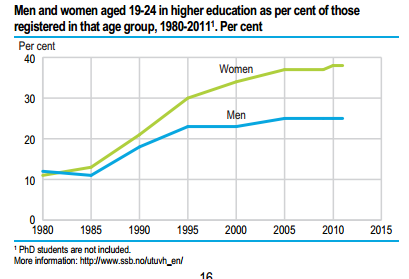 Men and women aged 19-24 in higher education as per cent of those
registered in that age group, 1980-2011¹. Per cent
Per cent
40
Women
30
Men
20
10
0
1980 1985 1990 1995 2000 2005 2010 2015
¹ PhD students are not included.
More information: http://www.ssb.no/utuvh_en/
16